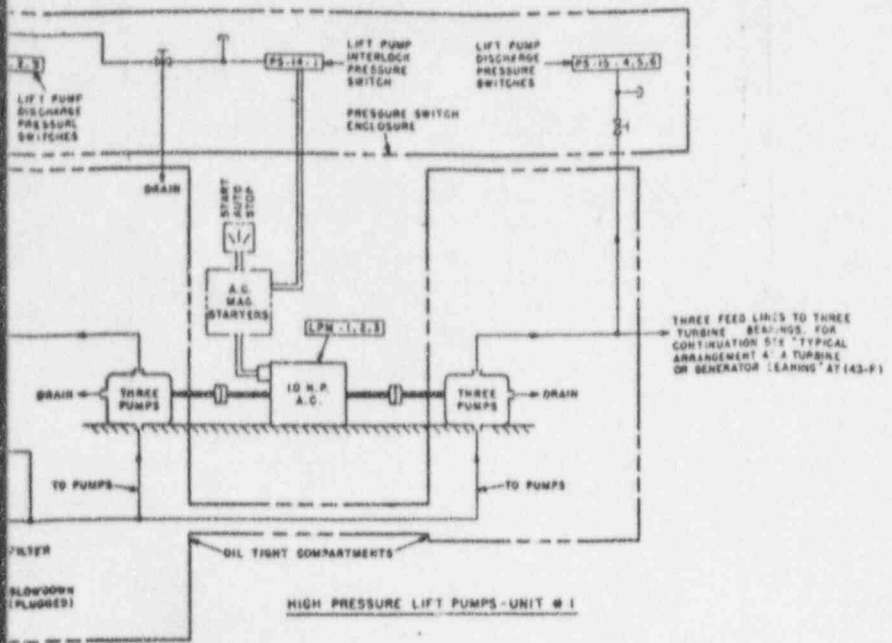 LIFT PUMP
INTERLOCK
PRESSURE
SWITCH
PS-14-1
LIFT PUMP
DISCHARGE
PRESSURE
SWITCHES
PS-15-4,5,6
2,3
LIFT PUMP
DISCHARGE
PRESSURE
SWITCHES
PRESSURE SWITCH
ENCLOSURE
DRAIN
START
AUTO
STOP
A.C.
MAG.
STARTERS
LPM-1,2,3
THREE FEED LINES TO THREE
TURBINE BEARINGS. FOR
CONTINUATION SEE "TYPICAL
ARRANGEMENT AT A TURBINE
OR GENERATOR BEARING" AT (43-F)
DRAIN
THREE
PUMPS
10 H.P.
A.C.
THREE
PUMPS
DRAIN
TO PUMPS
TO PUMPS
FILTER
OIL TIGHT COMPARTMENTS
BLOWDOWN
(PLUGGED)
HIGH PRESSURE LIFT PUMPS-UNIT #1